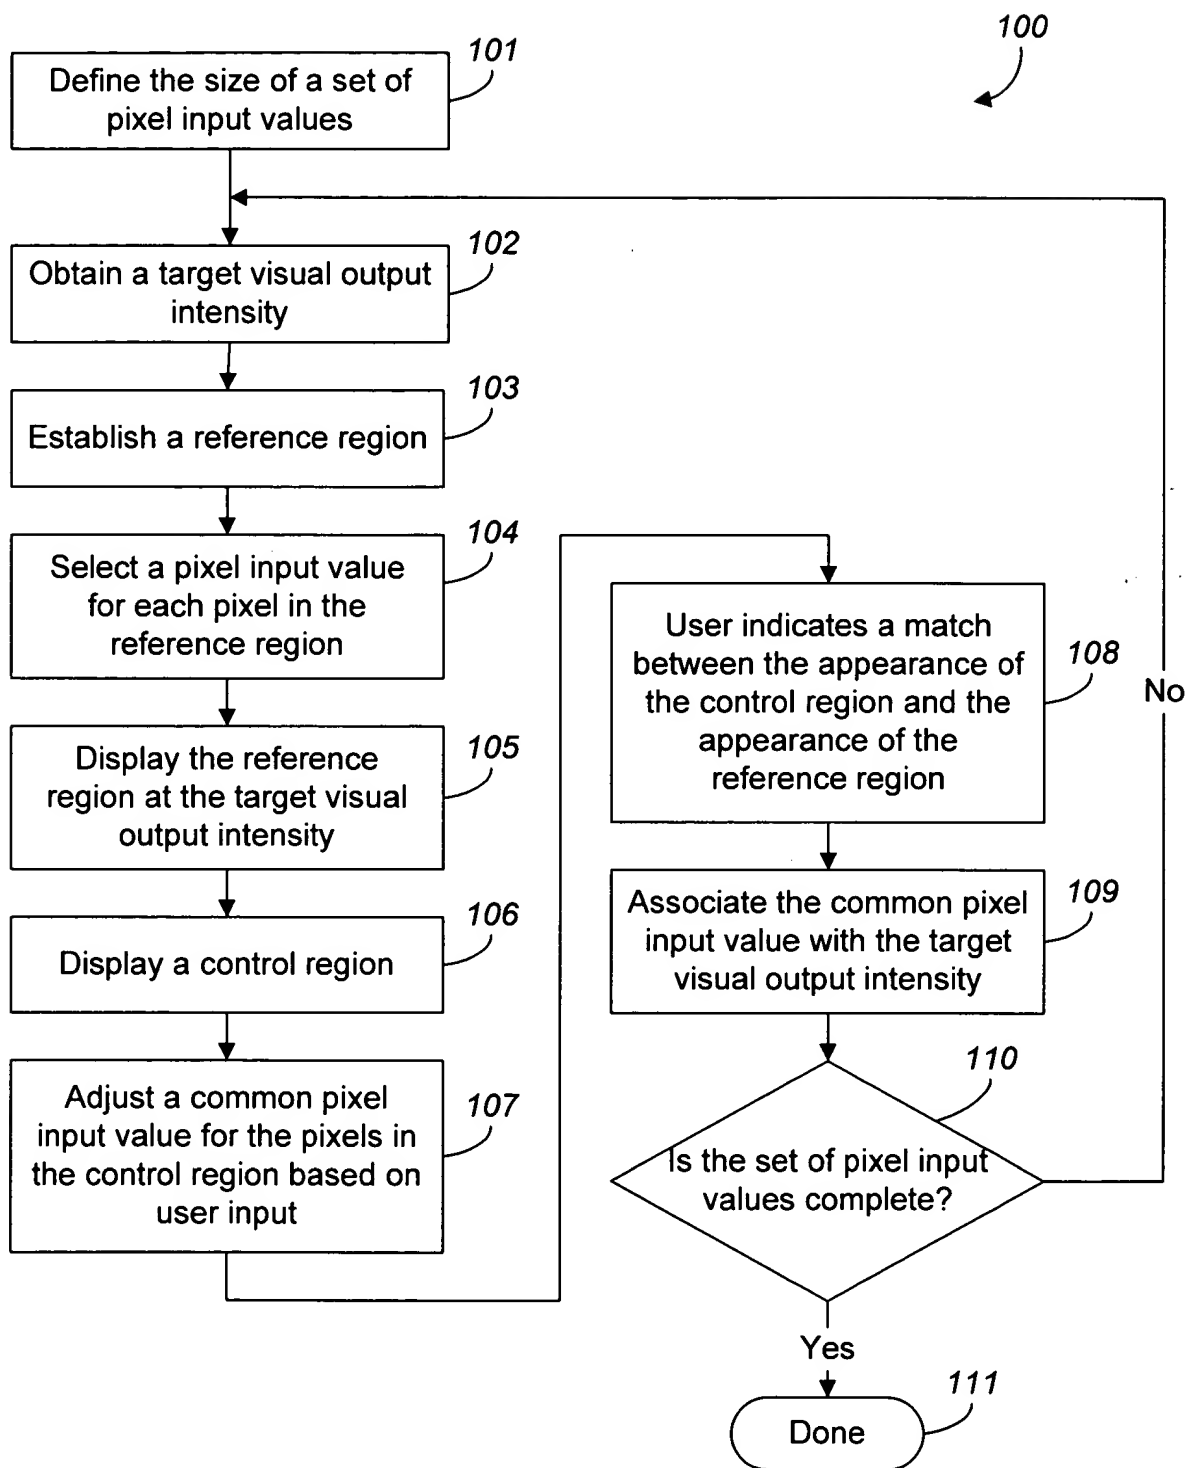 100
101
Define the size of a set of
pixel input values
102
Obtain a target visual output
intensity
103
Establish a reference region
104
Select a pixel input value
for each pixel in the
reference region
105
Display the reference
region at the target visual
output intensity
106
Display a control region
107
Adjust a common pixel
input value for the pixels in
the control region based on
user input
108
User indicates a match
between the appearance of
the control region and the
appearance of the
reference region
109
Associate the common pixel
input value with the target
visual output intensity
110
Is the set of pixel input
values complete?
No
Yes
111
Done